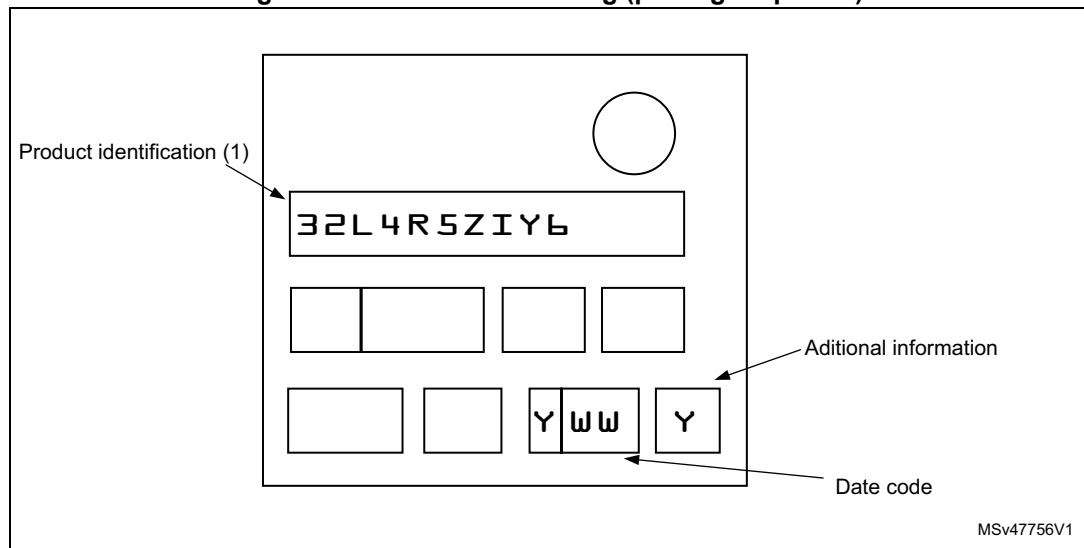 Product identification (1)
32L4R5ZIY6
Aditional information
Y WW Y
Date code
MSv47756V1